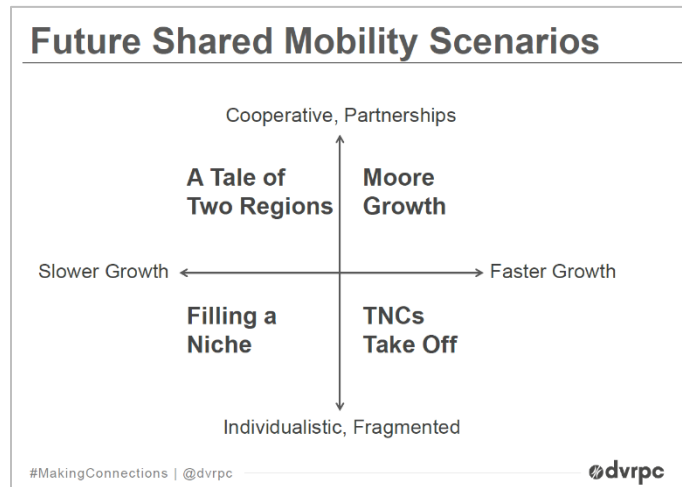 Future Shared Mobility Scenarios
Cooperative, Partnerships
A Tale of
Two Regions
Moore
Growth
Slower Growth
Faster Growth
Filling a
Niche
TNCs
Take Off
Individualistic, Fragmented
#MakingConnections | @dvrpc
dvrpc